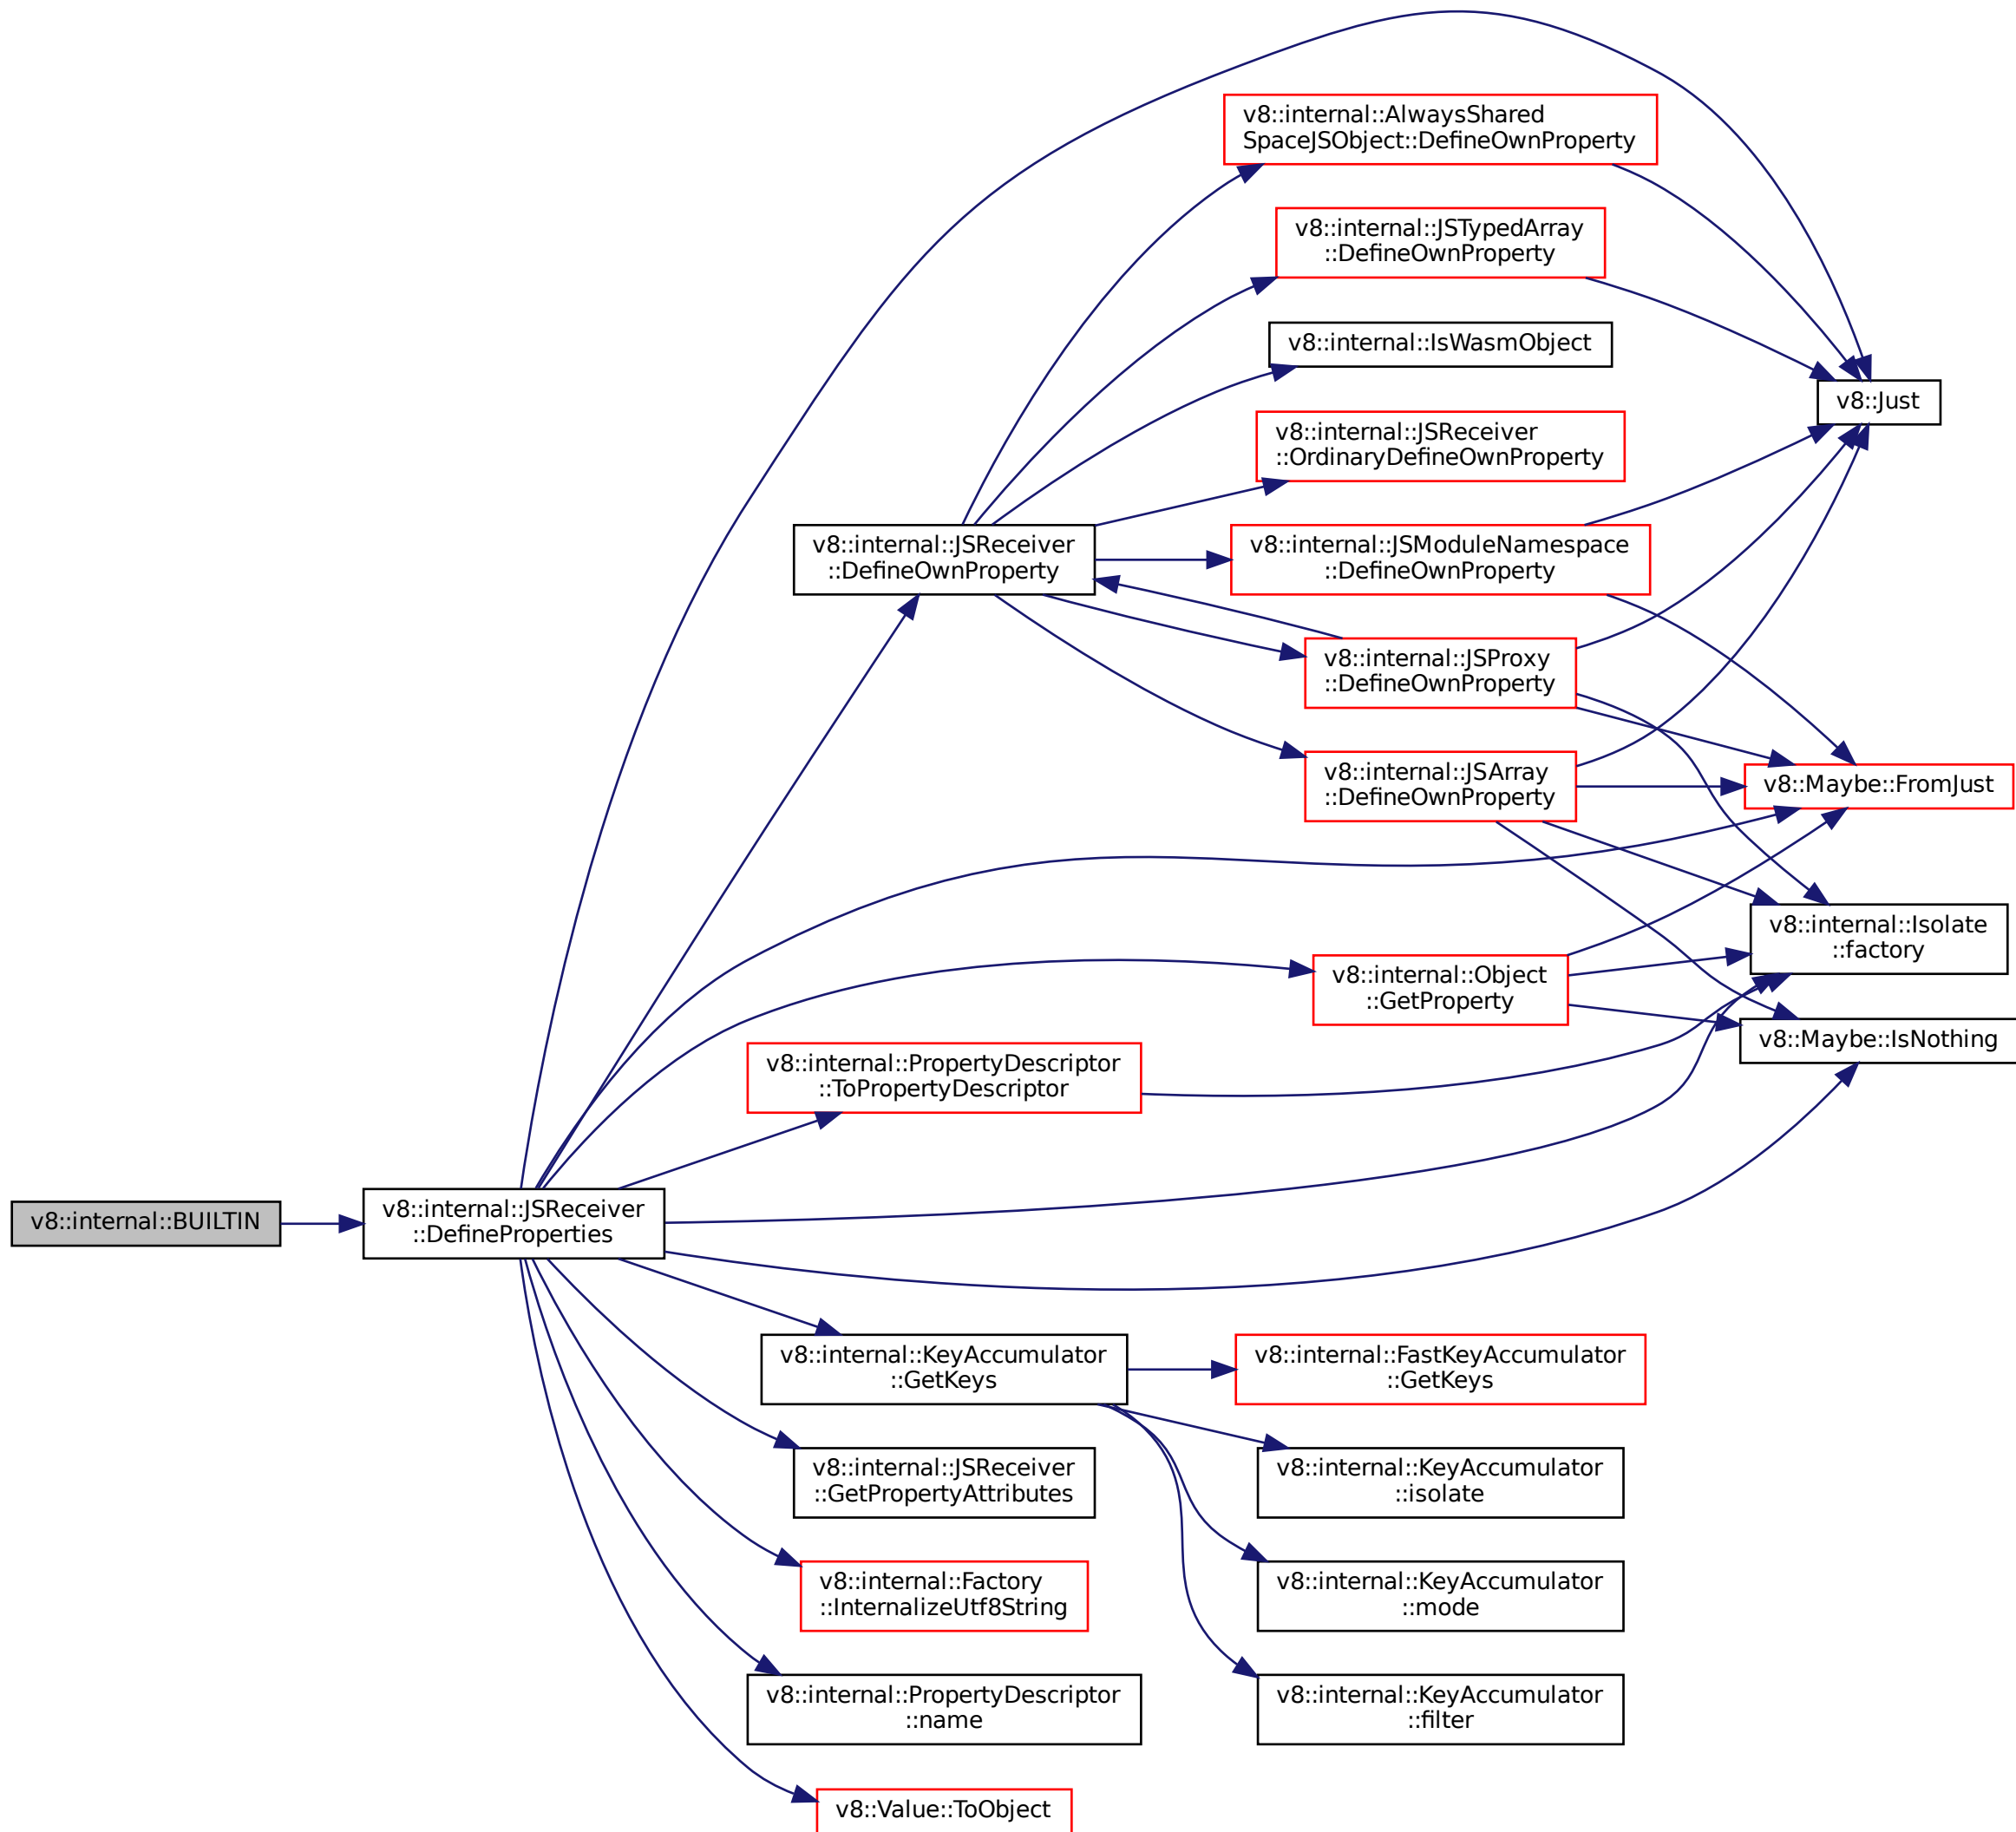 v8::internal::AlwaysShared
SpaceJSObject::DefineOwnProperty
v8::internal::JSTypedArray
::DefineOwnProperty
v8::internal::IsWasmObject
v8::Just
v8::internal::JSReceiver
::OrdinaryDefineOwnProperty
v8::internal::JSReceiver
::DefineOwnProperty
v8::internal::JSModuleNamespace
::DefineOwnProperty
v8::internal::JSProxy
::DefineOwnProperty
v8::internal::JSArray
::DefineOwnProperty
v8::Maybe::FromJust
v8::internal::Isolate
::factory
v8::internal::Object
::GetProperty
v8::Maybe::IsNothing
v8::internal::PropertyDescriptor
::ToPropertyDescriptor
v8::internal::BUILTIN
v8::internal::JSReceiver
::DefineProperties
v8::internal::KeyAccumulator
::GetKeys
v8::internal::FastKeyAccumulator
::GetKeys
v8::internal::JSReceiver
::GetPropertyAttributes
v8::internal::KeyAccumulator
::isolate
v8::internal::Factory
::InternalizeUtf8String
v8::internal::KeyAccumulator
::mode
v8::internal::PropertyDescriptor
::name
v8::internal::KeyAccumulator
::filter
v8::Value::ToObject